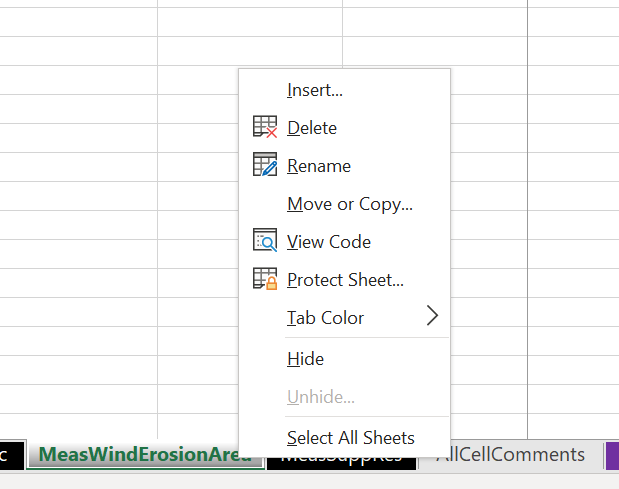 Insert...
Delete
Rename
Move or Copy...
View Code
Protect Sheet...
Tab Color
Hide
Unhide...
Select All Sheets
c MeasWindErosionArea MeasSuppRes AllCellComments